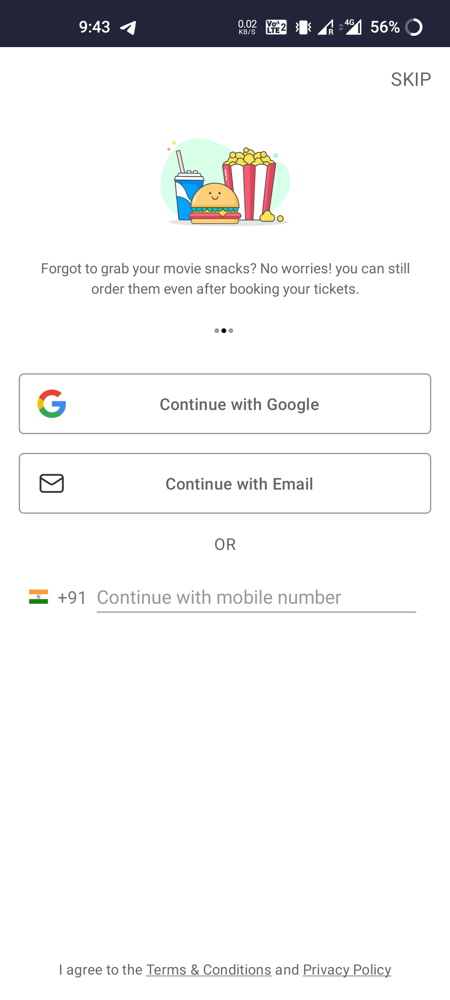 9:43
0.02
KB/S
Vo
LTE 2
R
4G
56%
SKIP
Forgot to grab your movie snacks? No worries! you can still
order them even after booking your tickets.
Continue with Google
Continue with Email
OR
+91 Continue with mobile number
I agree to the Terms & Conditions and Privacy Policy